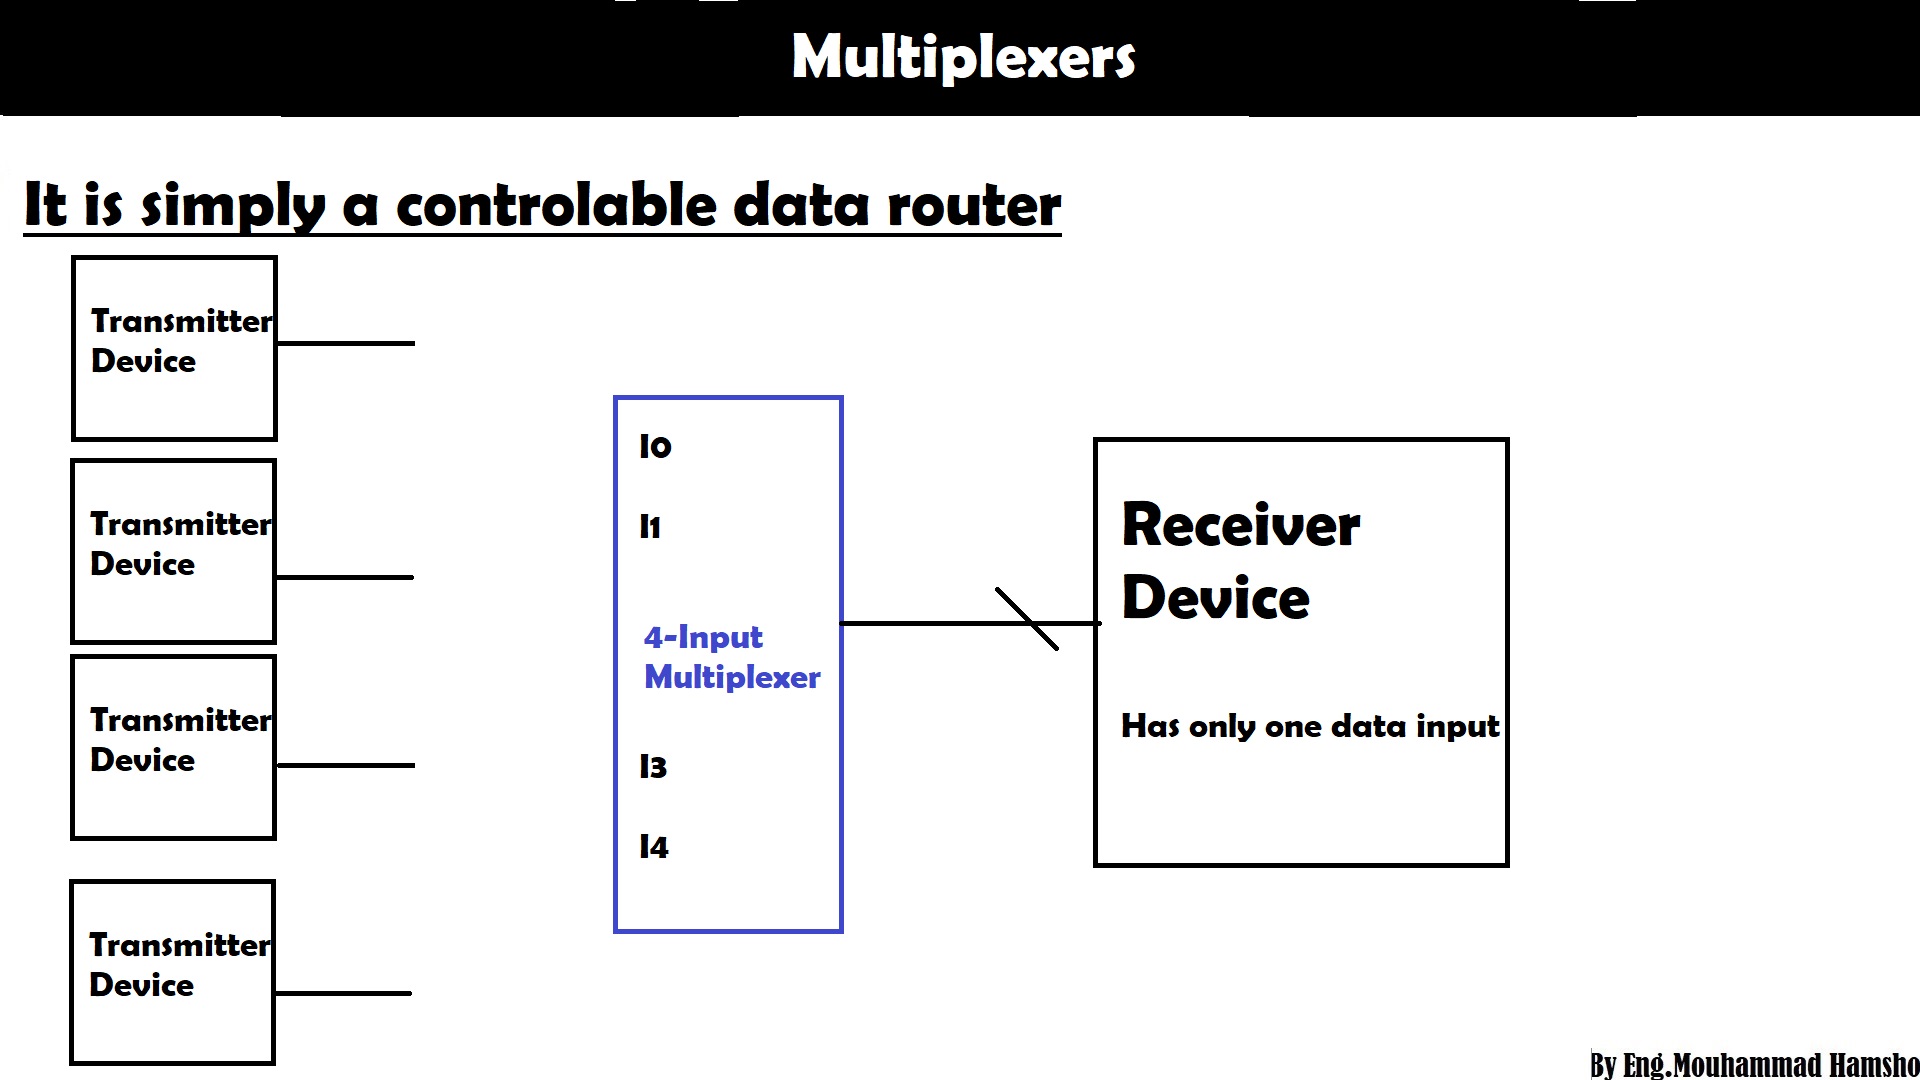 Multiplexers
It is simply a controlable data router
Transmitter
Device
Transmitter
Device
Transmitter
Device
Transmitter
Device
I0
I1
4-Input
Multiplexer
I3
I4
Receiver
Device
Has only one data input
By Eng.Mouhammad Hamsho